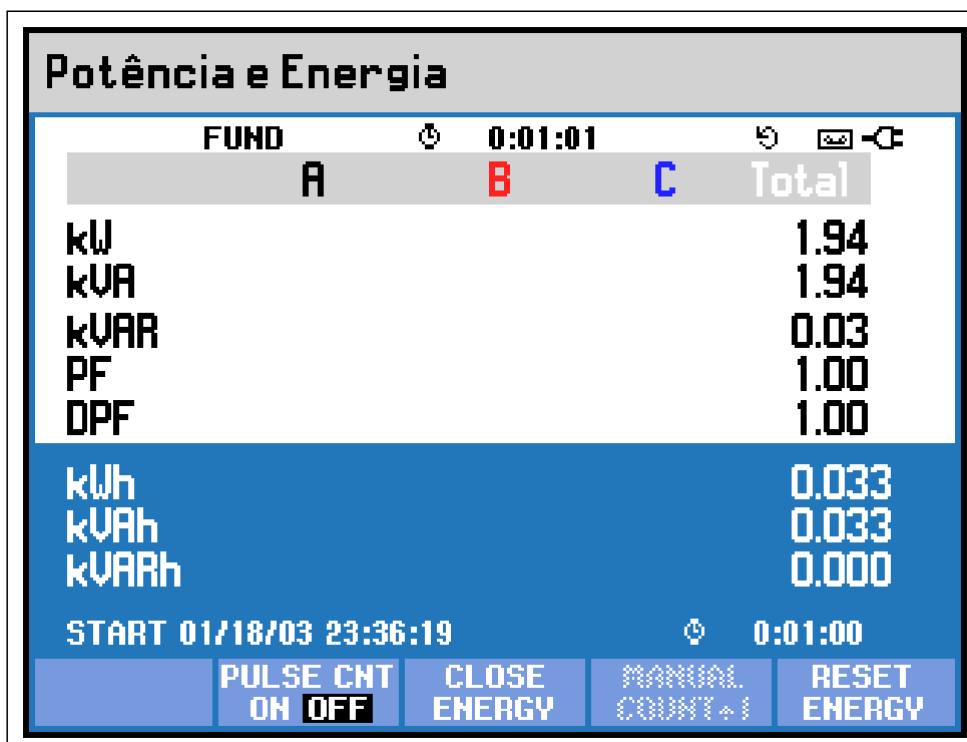 Potência e Energia
FUND 0:01:01
A B C Total
kW 1.94
kVA 1.94
kVAR 0.03
PF 1.00
DPF 1.00
kWh 0.033
kVAh 0.033
kVARh 0.000
START 01/18/03 23:36:19 0:01:00
PULSE CNT
ON OFF
CLOSE
ENERGY
MANUAL
COUNT+1
RESET
ENERGY